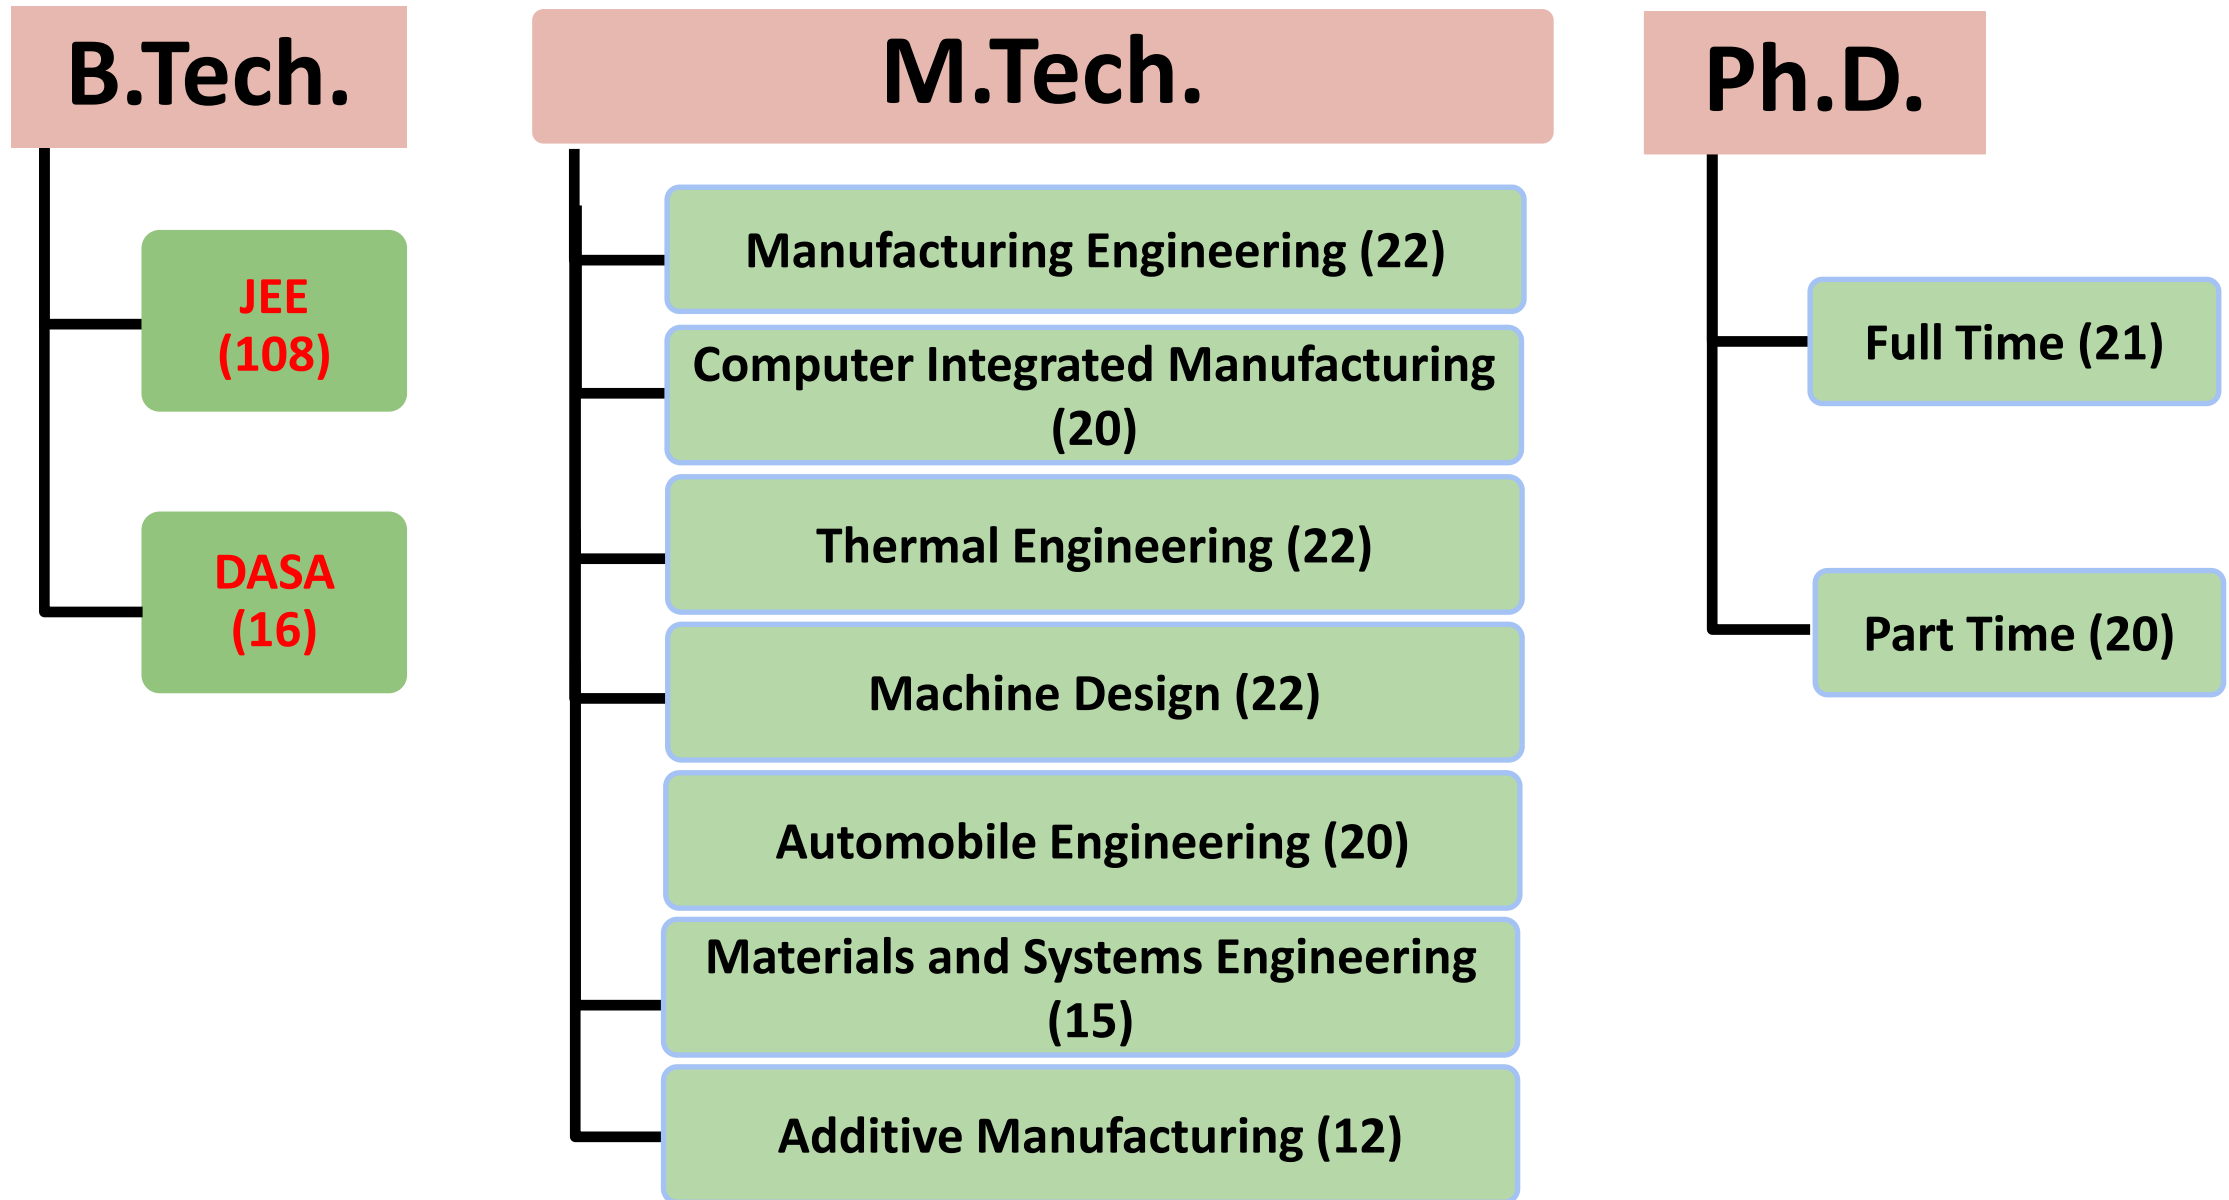 B.Tech.
JEE
(108)
DASA
(16)
M.Tech.
Manufacturing Engineering (22)
Computer Integrated Manufacturing
(20)
Thermal Engineering (22)
Machine Design (22)
Automobile Engineering (20)
Materials and Systems Engineering
(15)
Additive Manufacturing (12)
Ph.D.
Full Time (21)
Part Time (20)